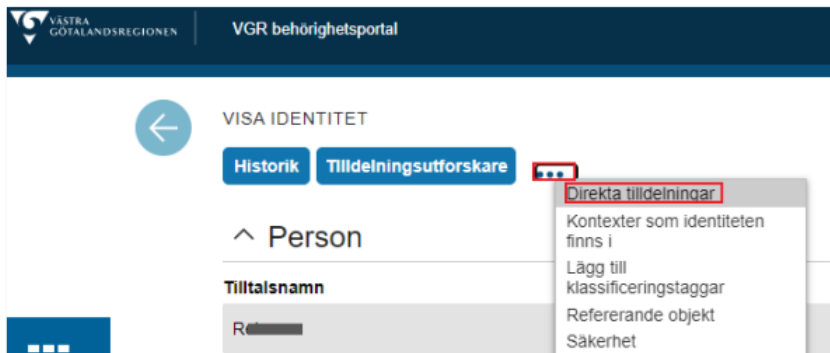 VÄSTRA
GÖTALANDSREGIONEN
VGR behörighetsportal
VISA IDENTITET
Historik
Tilldelningsutforskare
Direkta tilldelningar
Kontexter som identiteten
finns i
Lägg till
klassificeringstaggar
Refererande objekt
Säkerhet
Person
Tilltalsnamn